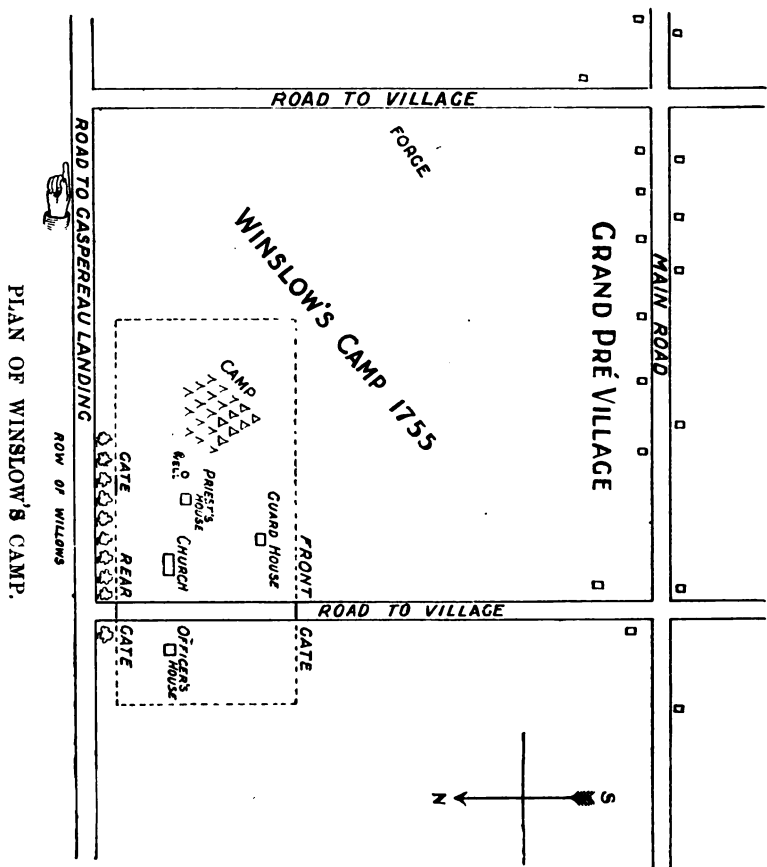 ROAD TO VILLAGE
FORGE
WINSLOW'S CAMP 1755
GRAND PRÉ VILLAGE
MAIN ROAD
ROAD TO GASPEREAU LANDING
CAMP
WELL
PRIEST'S
HOUSE
GUARD HOUSE
CHURCH
GATE
REAR
GATE
FRONT
GATE
ROAD TO VILLAGE
OFFICER'S
HOUSE
ROW OF WILLOWS
S
N
PLAN OF WINSLOW'S CAMP.